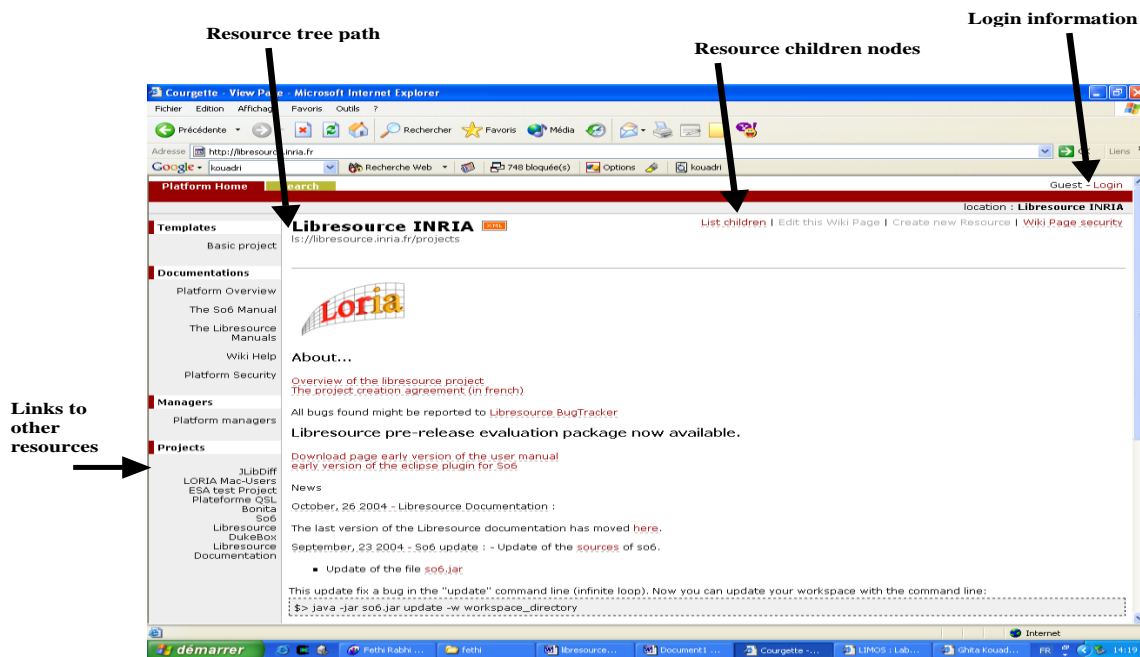 Login information
Resource tree path
Resource children nodes
Courgette - View Page - Microsoft Internet Explorer
Fichier Edition Affichage Favoris Outils ?
Précédente Rechercher Favoris Média
Adresse http://libresource.inria.fr Liens
Google kouadri Recherche Web 748 bloquée(s) Options kouadri
Platform Home Search Guest - Login
location : Libresource INRIA
Templates
Basic project
Documentations
Platform Overview
The So6 Manual
The Libresource
Manuals
Wiki Help
Platform Security
Managers
Platform managers
Projects
JLibDiff
LORIA Mac-Users
ESA test Project
Plateforme QSL
Bonita
So6
Libresource
DukeBox
Libresource
Documentation
Links to
other
resources
Libresource INRIA XML
List children | Edit this Wiki Page | Create new Resource | Wiki Page security
ls://libresource.inria.fr/projects
Loria
About...
Overview of the libresource project
The project creation agreement (in french)
All bugs found might be reported to Libresource BugTracker
Libresource pre-release evaluation package now available.
Download page early version of the user manual
early version of the eclipse plugin for So6
News
October, 26 2004 - Libresource Documentation :
The last version of the Libresource documentation has moved here.
September, 23 2004 - So6 update : - Update of the sources of so6.
Update of the file so6.jar
This update fix a bug in the "update" command line (infinite loop). Now you can update your workspace with the command line:
$> java -jar so6.jar update -w workspace_directory
Internet
démarrer Fethi Rabhi ... fethi libresource... Document1 ... Courgette -... LIMOS : Lab... Ghita Kouad... FR 14:19